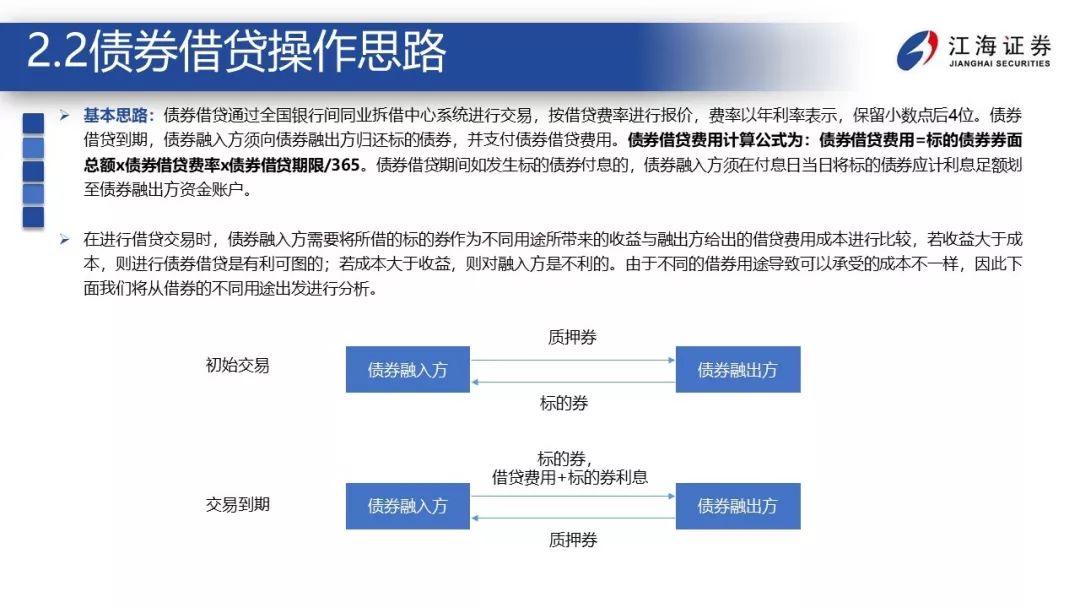 2.2债券借贷操作思路
江海证券
JIANGHAI SECURITIES
基本思路：债券借贷通过全国银行间同业拆借中心系统进行交易，按借贷费率进行报价，费率以年利率表示，保留小数点后4位。债券
借贷到期，债券融入方须向债券融出方归还标的债券，并支付债券借贷费用。债券借贷费用计算公式为：债券借贷费用=标的债券券面
总额x债券借贷费率x债券借贷期限/365。债券借贷期间如发生标的债券付息的，债券融入方须在付息日当日将标的债券应计利息足额划
至债券融出方资金账户。
在进行借贷交易时，债券融入方需要将所借的标的券作为不同用途所带来的收益与融出方给出的借贷费用成本进行比较，若收益大于成
本，则进行债券借贷是有利可图的；若成本大于收益，则对融入方是不利的。由于不同的借券用途导致可以承受的成本不一样，因此下
面我们将从借券的不同用途出发进行分析。
质押券
初始交易
债券融入方
债券融出方
标的券
标的券，
借贷费用+标的券利息
交易到期
债券融入方
债券融出方
质押券